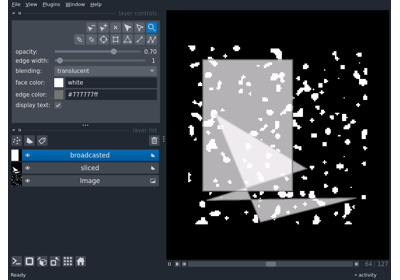 File View Plugins Window Help
layer controls
opacity: 0.70
edge width: 1
blending: translucent
face color: white
edge color: #777777ff
display text:
layer list
broadcasted
sliced
Image
64 127
Ready
activity